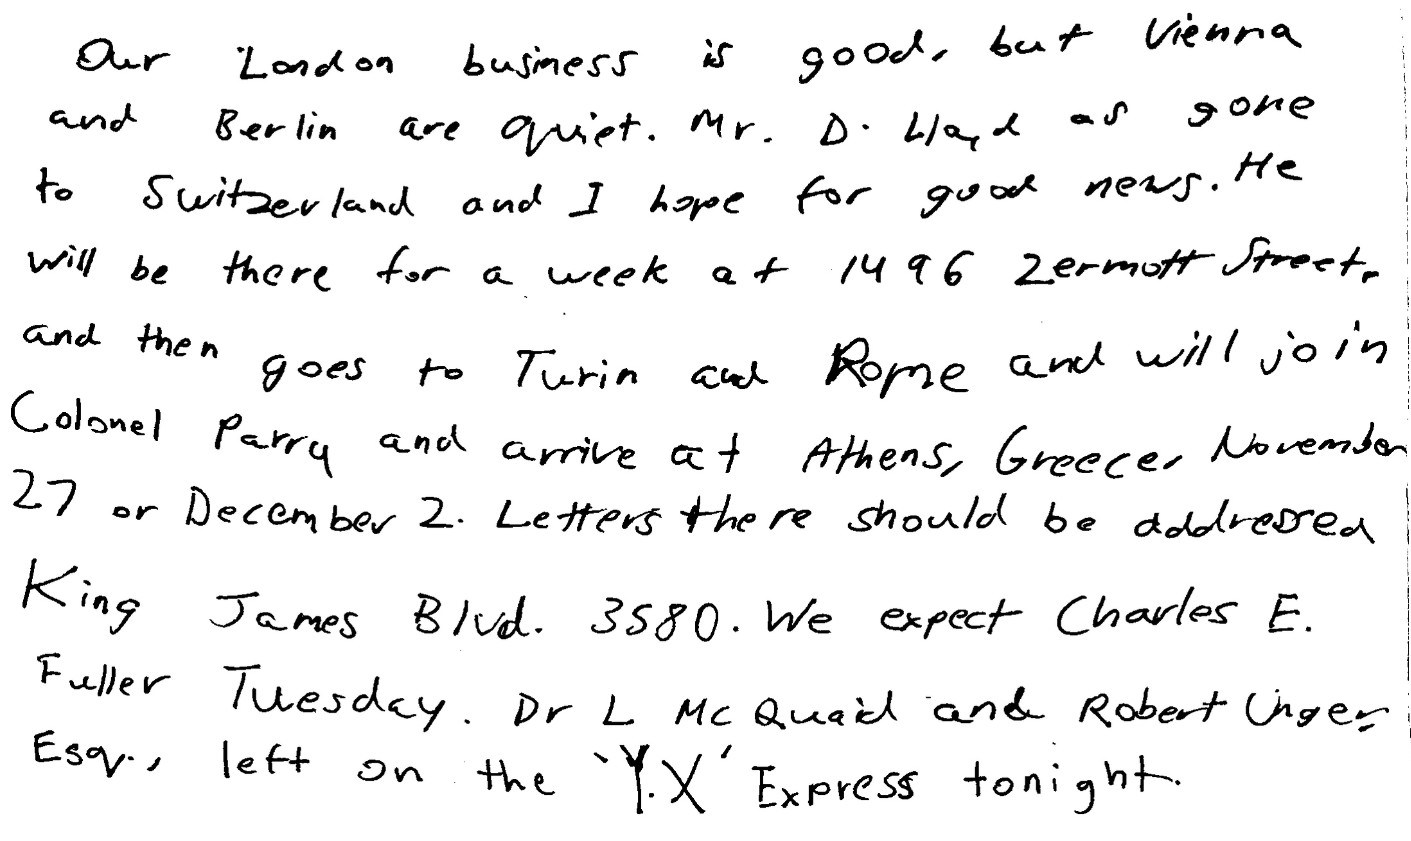 Our London business is good, but Vienna
and Berlin are quiet. Mr. D. Lloyd as gone
to Switzerland and I hope for good news. He
will be there for a week at 1496 Zermott Street,
and then goes to Turin and Rome and will join
Colonel Parry and arrive at Athens, Greece, November
27 or December 2. Letters there should be addressed
King James Blvd. 3580. We expect Charles E.
Fuller Tuesday. Dr L McQuaid and Robert Unger,
Esq., left on the 'Y.X' Express tonight.